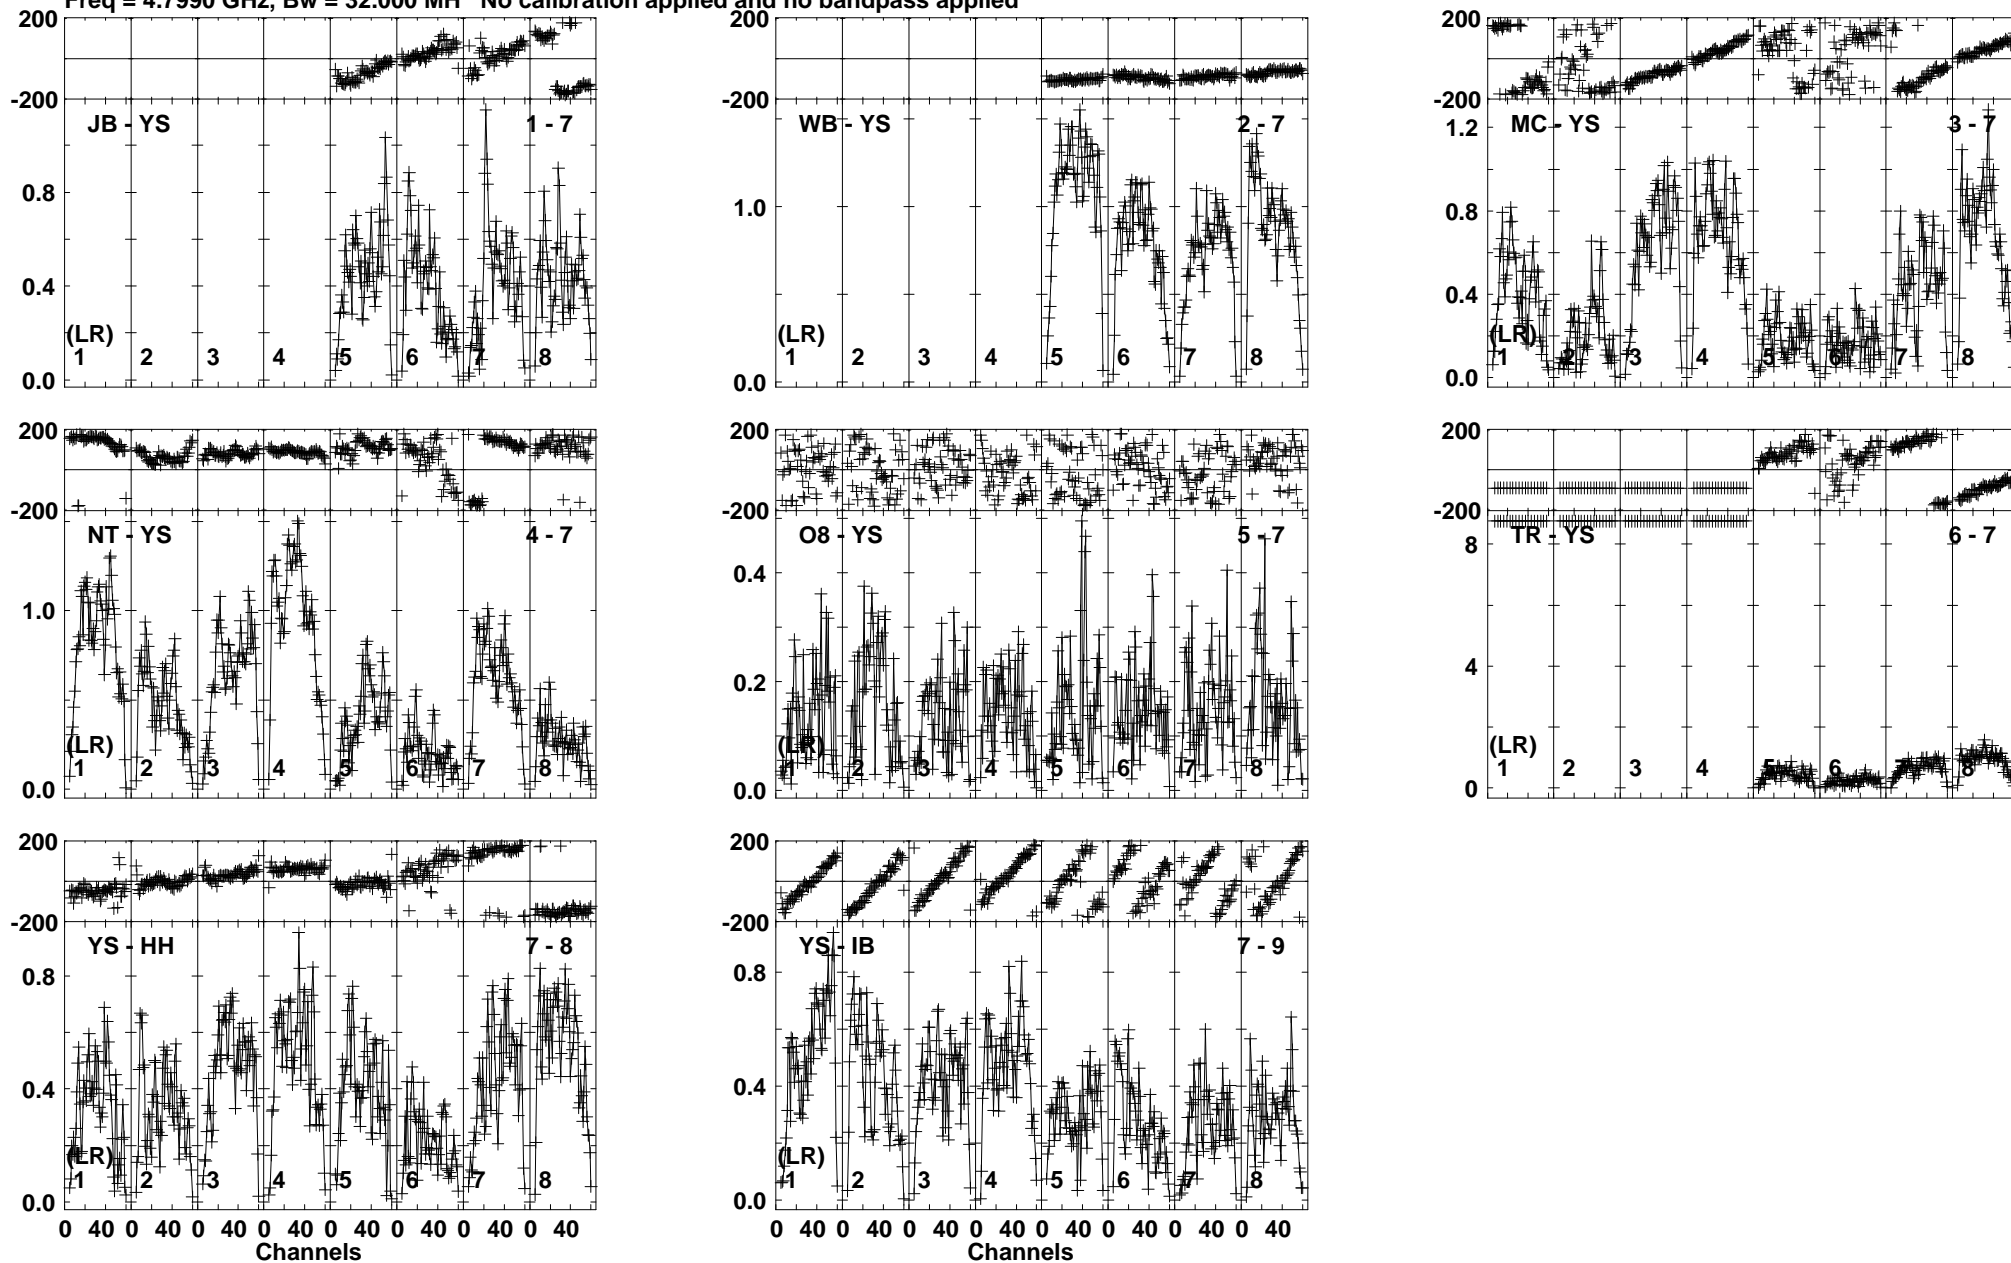 Freq = 4.7990 GHz, Bw = 32.000 MH No calibration applied and no bandpass applied
200 200 200
-200 -200 -200
JB - YS 1 - 7 WB - YS 2 - 7 MC - YS 3 - 7
1.2
0.8 1.0 0.8
0.4 0.4
(LR) (LR) (LR)
1 2 3 4 5 6 7 8 1 2 3 4 5 6 7 8 1 2 3 4 5 6 7 8
0.0 0.0 0.0
200 200 200
-200 -200 -200
NT - YS 4 - 7 O8 - YS 5 - 7 TR - YS 6 - 7
0.4 8
1.0
0.2 4
(LR) (LR) (LR)
1 2 3 4 5 6 7 8 1 2 3 4 5 6 7 8 1 2 3 4 5 6 7 8
0.0 0.0 0
200 200
-200 -200
YS - HH 7 - 8 YS - IB 7 - 9
0.8 0.8
0.4 0.4
(LR) (LR)
1 2 3 4 5 6 7 8 1 2 3 4 5 6 7 8
0.0 0.0
0 40 0 40 0 40 0 40 0 40 0 40 0 40 0 40 0 40 0 40 0 40 0 40 0 40 0 40 0 40 0 40
Channels Channels